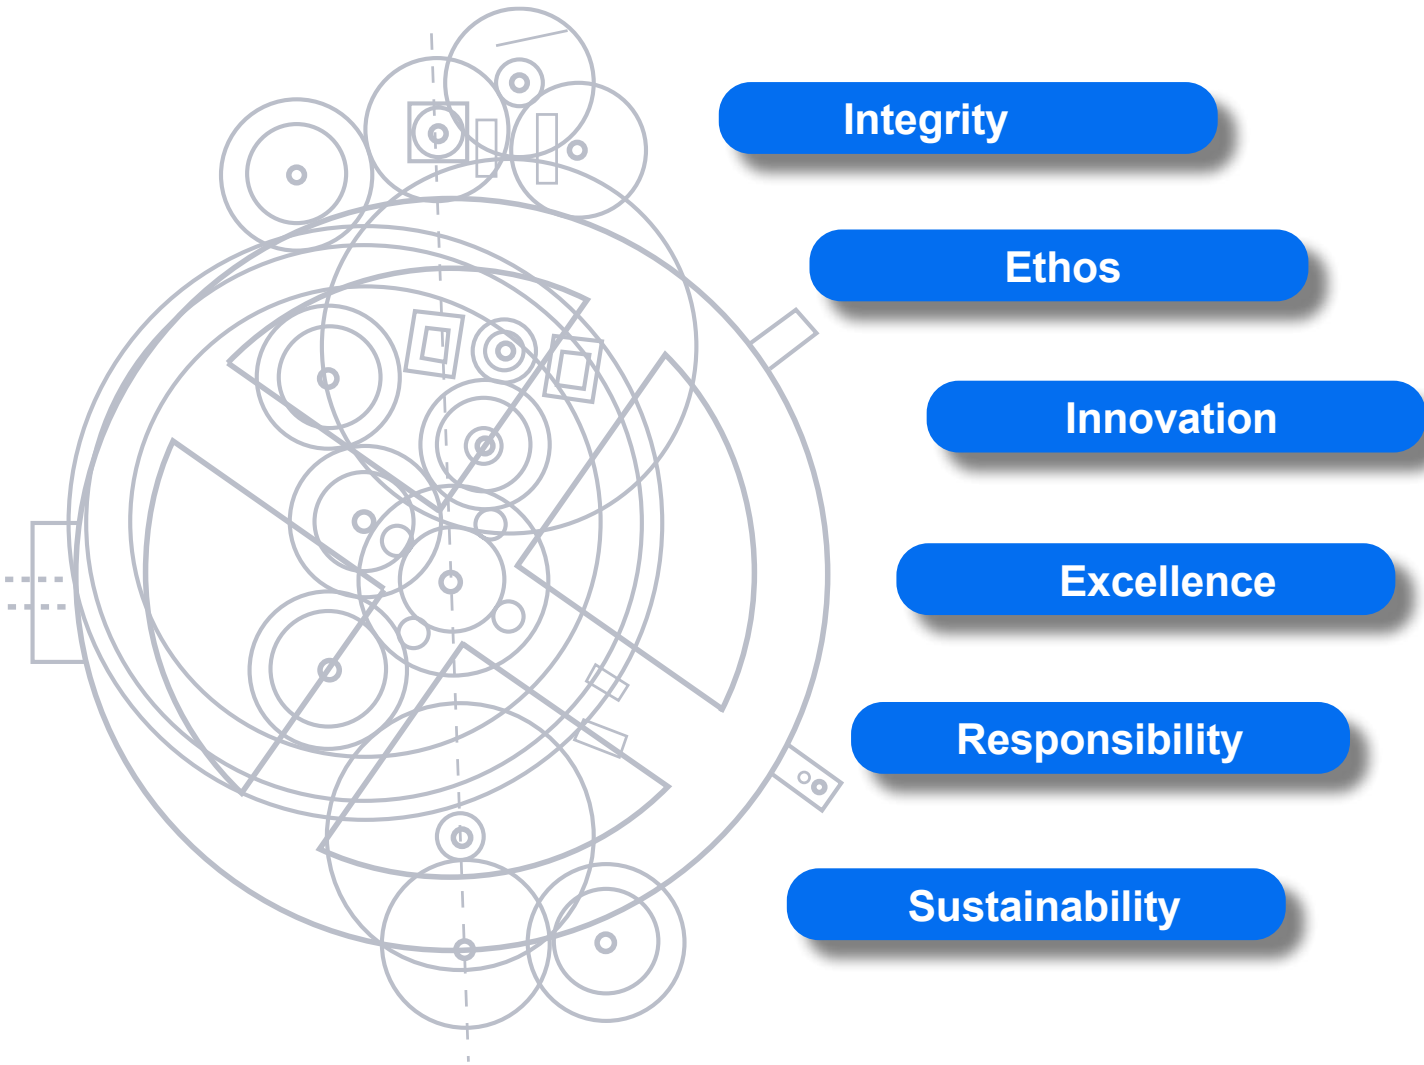 Integrity
Ethos
Innovation
Excellence
Responsibility
Sustainability